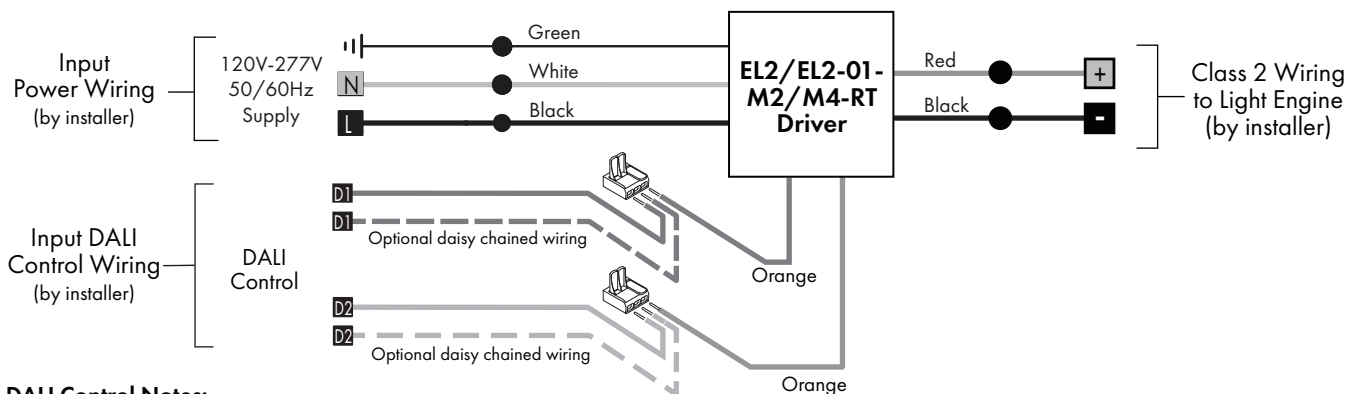 Input
Power Wiring
(by installer)
120V-277V
50/60Hz
Supply
N
L
Green
White
Black
EL2/EL2-01-
M2/M4-RT
Driver
Red
Black
+
-
Class 2 Wiring
to Light Engine
(by installer)
Input DALI
Control Wiring
(by installer)
DALI
Control
D1
D1
Optional daisy chained wiring
Orange
D2
D2
Optional daisy chained wiring
Orange
DALI Control Notes: